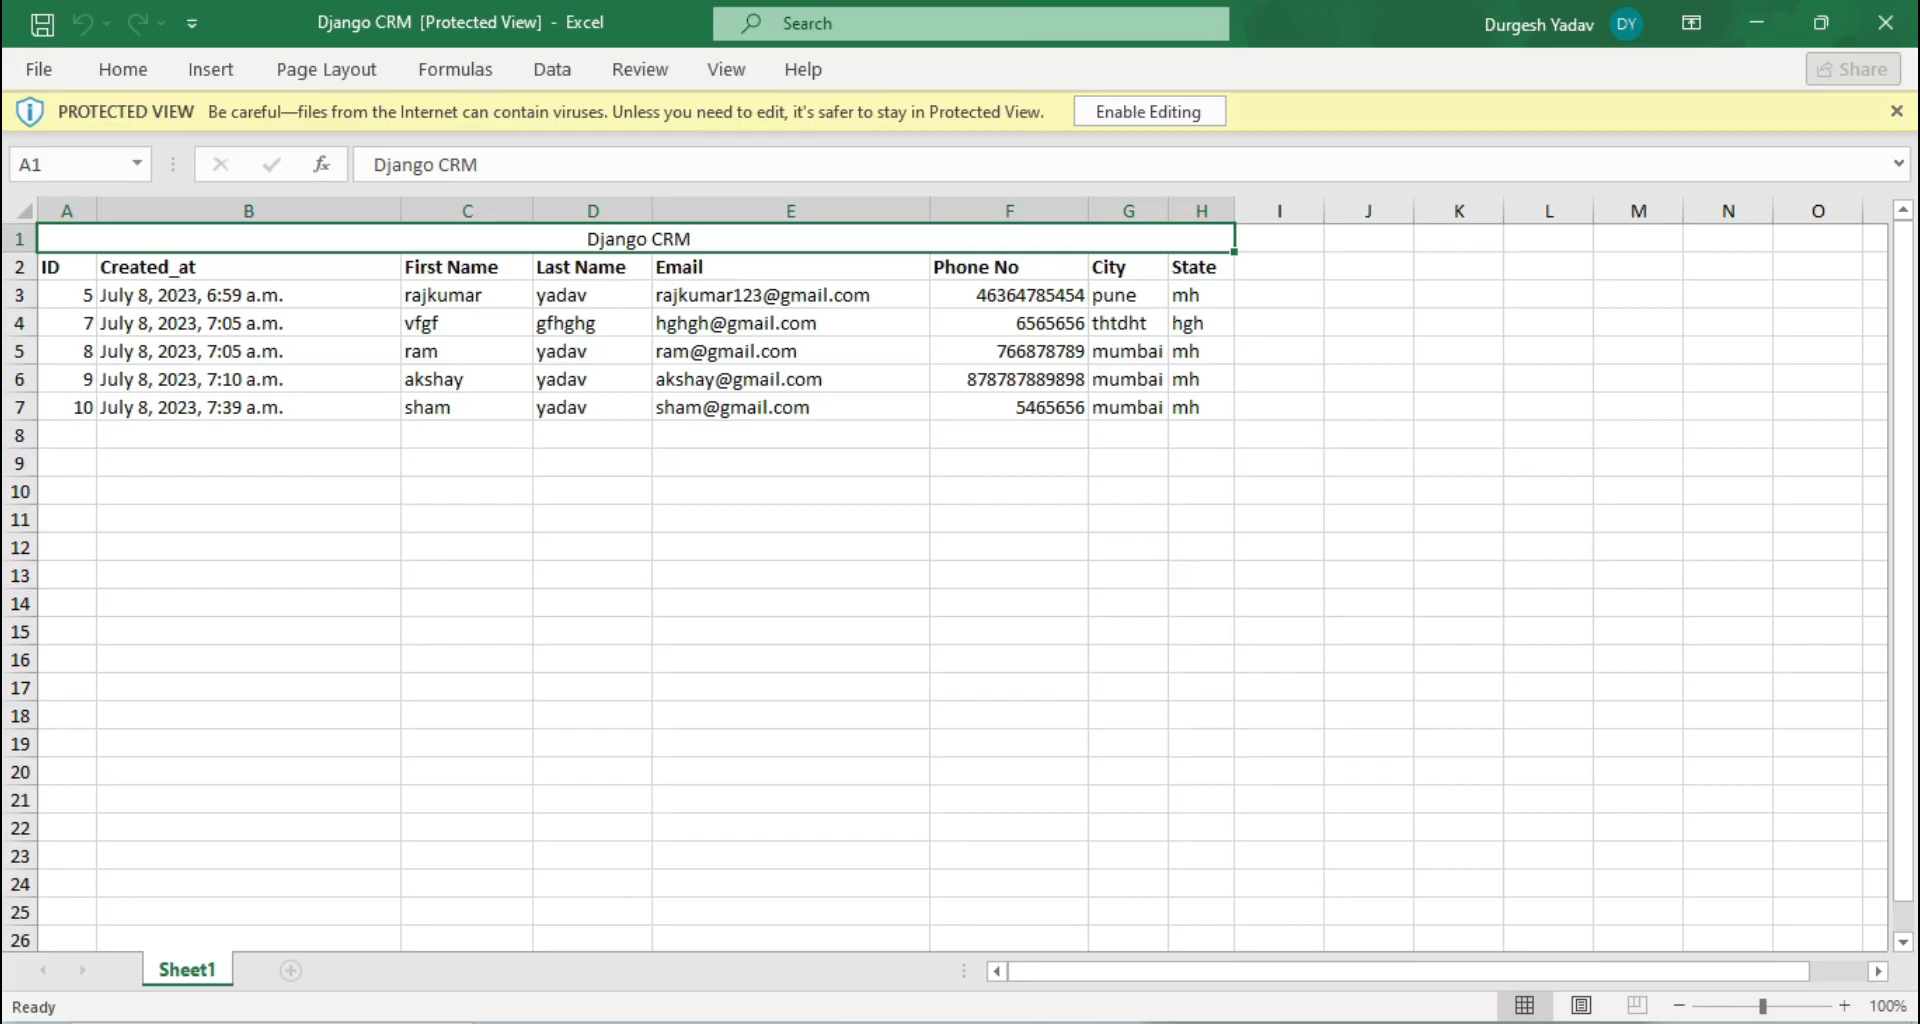 Django CRM [Protected View] - Excel
Search
Durgesh Yadav DY
File Home Insert Page Layout Formulas Data Review View Help
Share
PROTECTED VIEW Be careful—files from the Internet can contain viruses. Unless you need to edit, it's safer to stay in Protected View. Enable Editing
A1 fx Django CRM
A B C D E F G H I J K L M N O
1 Django CRM
2 ID Created_at First Name Last Name Email Phone No City State
3 5 July 8, 2023, 6:59 a.m. rajkumar yadav rajkumar123@gmail.com 46364785454 pune mh
4 7 July 8, 2023, 7:05 a.m. vfgf gfhghg hghgh@gmail.com 6565656 thtdht hgh
5 8 July 8, 2023, 7:05 a.m. ram yadav ram@gmail.com 766878789 mumbai mh
6 9 July 8, 2023, 7:10 a.m. akshay yadav akshay@gmail.com 878787889898 mumbai mh
7 10 July 8, 2023, 7:39 a.m. sham yadav sham@gmail.com 5465656 mumbai mh
8
9
10
11
12
13
14
15
16
17
18
19
20
21
22
23
24
25
26
Sheet1
Ready
100%